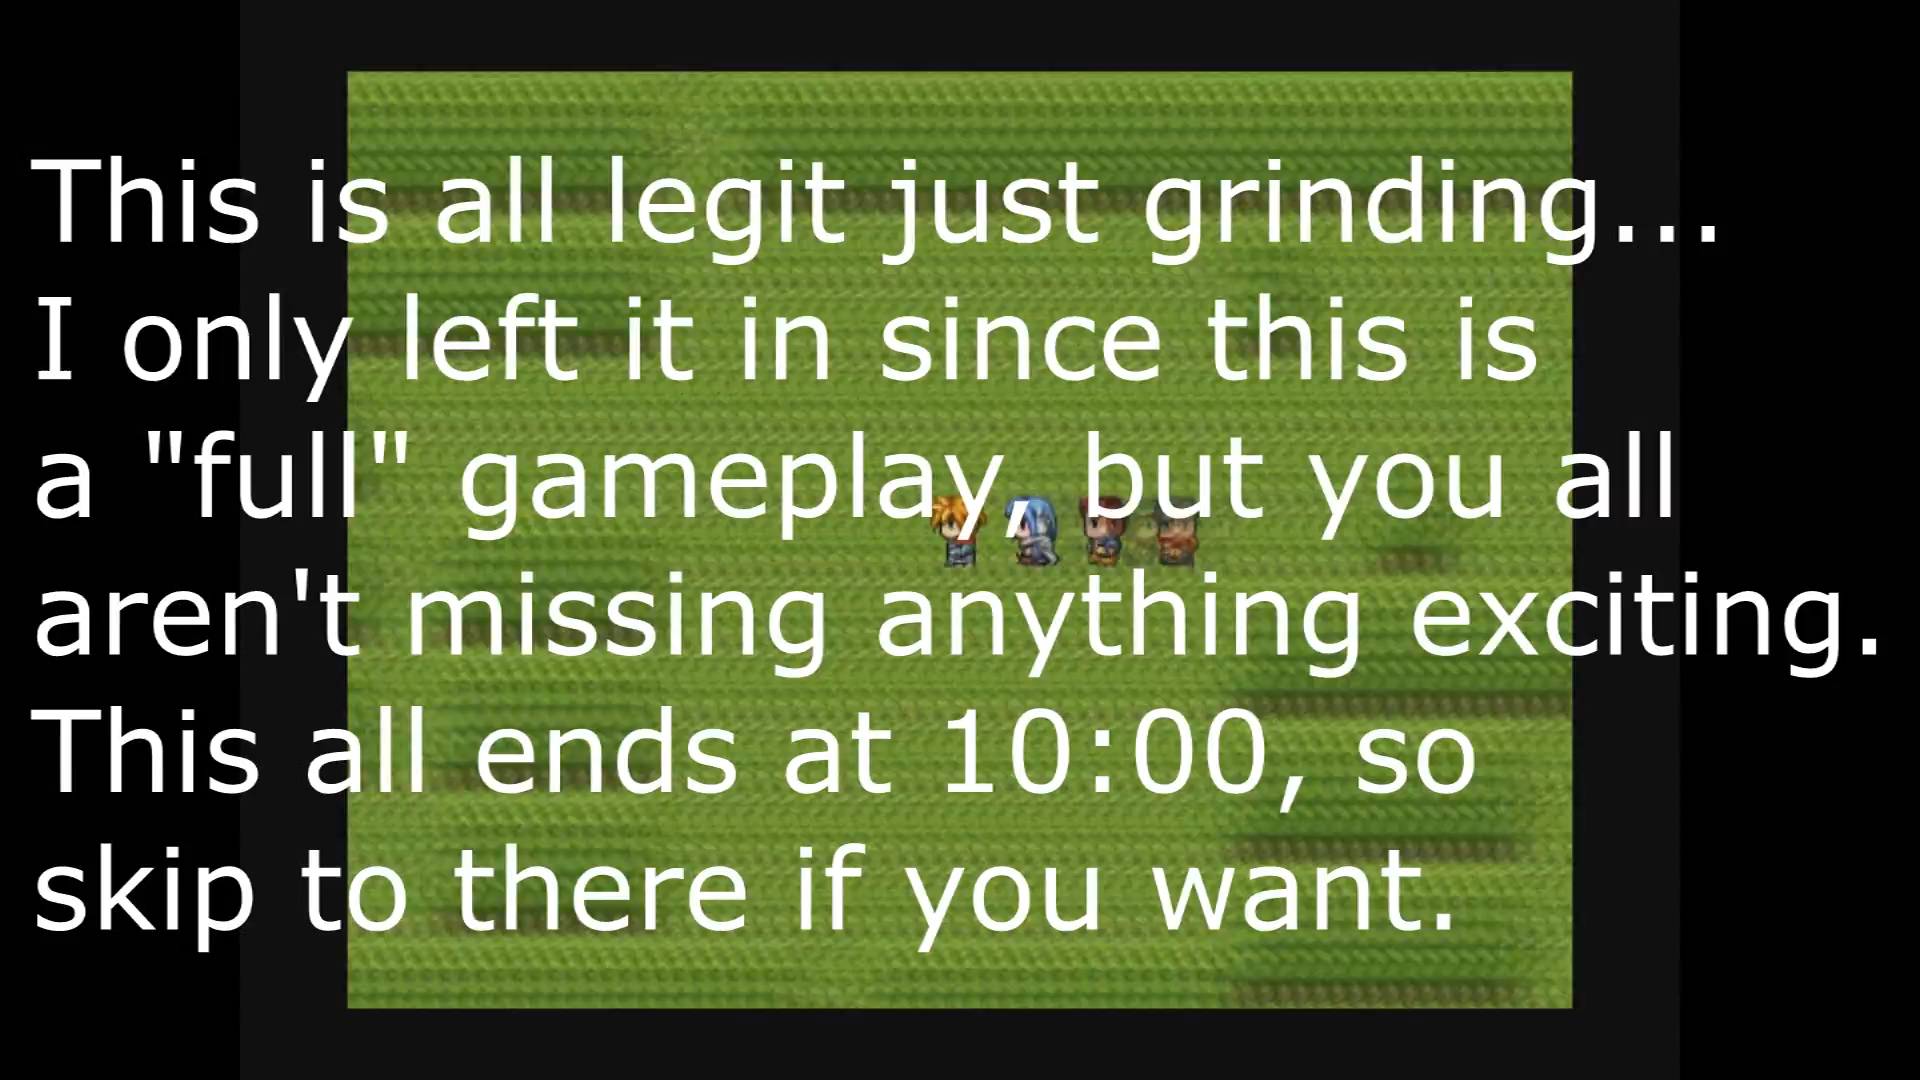 This is all legit just grinding...
I only left it in since this is
a "full" gameplay, but you all
aren't missing anything exciting.
This all ends at 10:00, so
skip to there if you want.